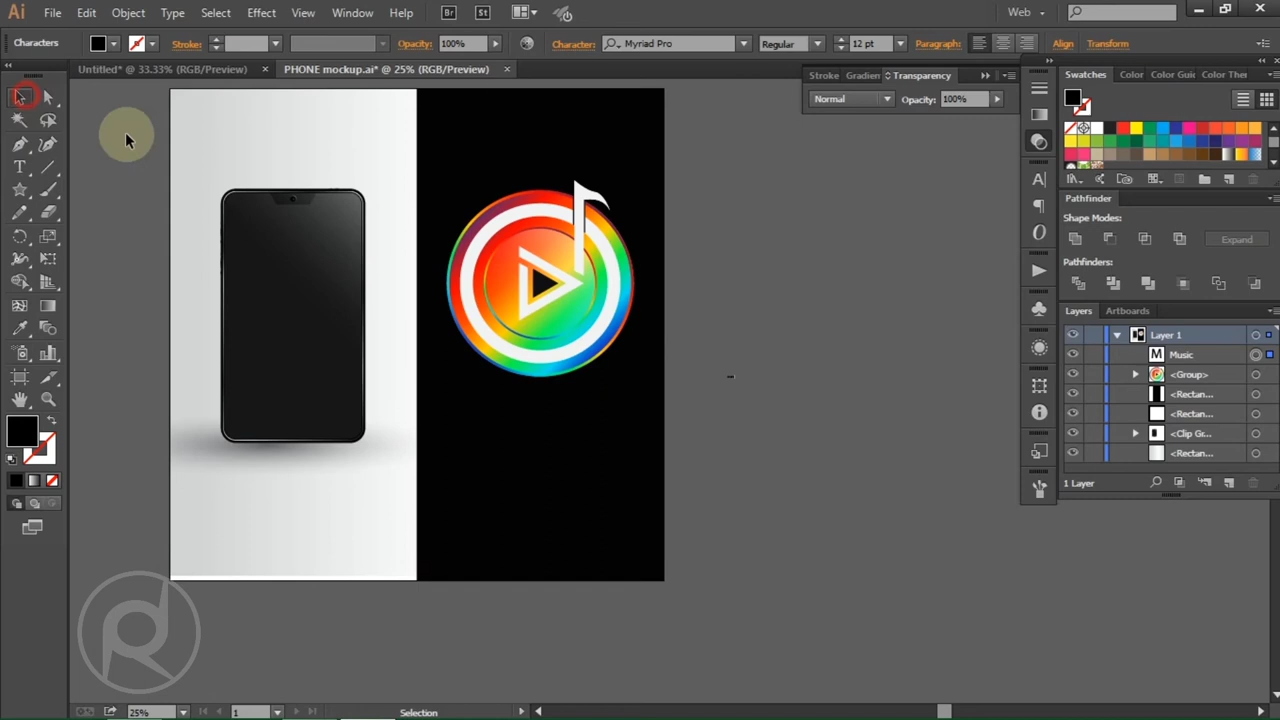 Ai File Edit Object Type Select Effect View Window Help Br St Web
Characters Stroke: Opacity: 100% Character: Myriad Pro Regular 12 pt Paragraph: Align Transform
Untitled* @ 33.33% (RGB/Preview) × PHONE mockup.ai* @ 25% (RGB/Preview) ×
Stroke Gradien Transparency
Normal Opacity: 100%
Swatches Color Color Guid Color Ther
Pathfinder
Shape Modes:
Expand
Pathfinders:
Layers Artboards
Layer 1
M Music
<Group>
<Rectan...
<Rectan...
<Clip Gr...
<Rectan...
1 Layer
25% 1 Selection